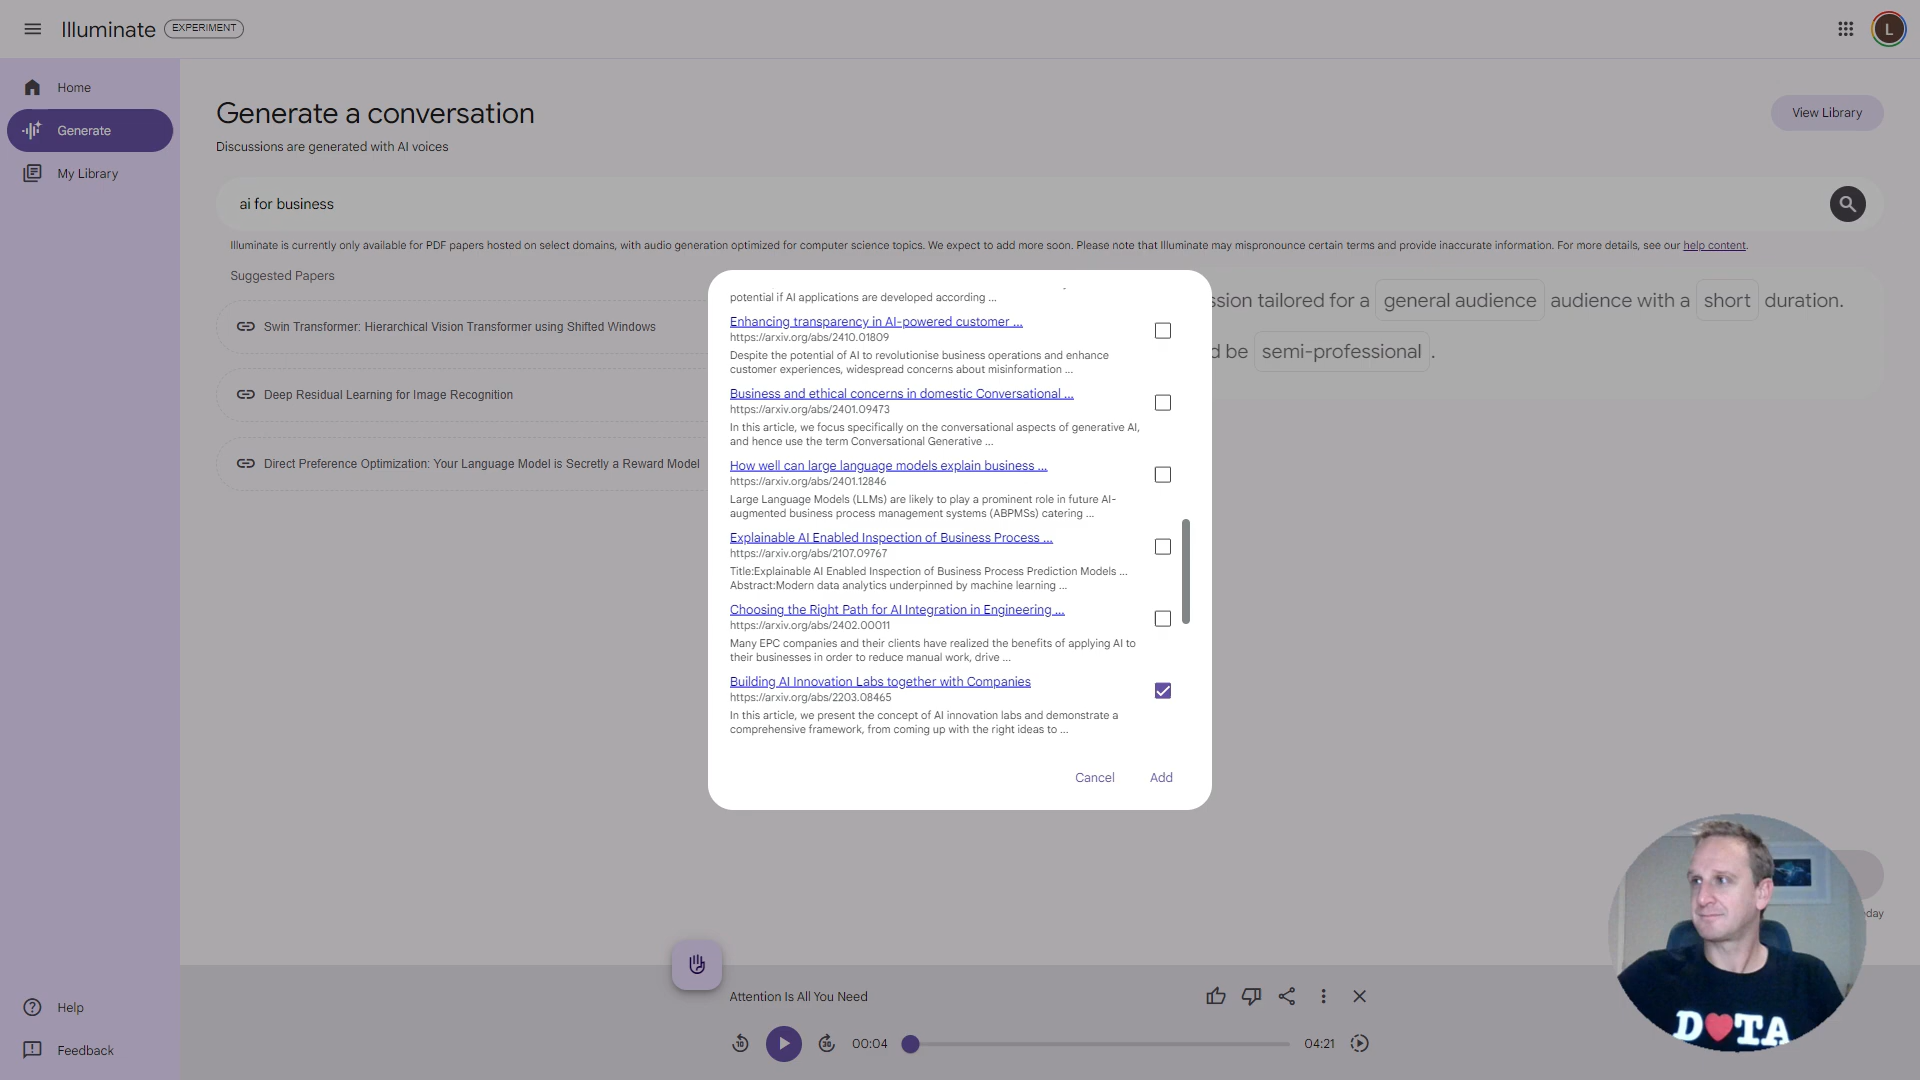 Illuminate EXPERIMENT
L
Home
Generate
My Library
Help
Feedback
Generate a conversation
View Library
Discussions are generated with AI voices
ai for business
Illuminate is currently only available for PDF papers hosted on select domains, with audio generation optimized for computer science topics. We expect to add more soon. Please note that Illuminate may mispronounce certain terms and provide inaccurate information. For more details, see our help content.
Suggested Papers
Swin Transformer: Hierarchical Vision Transformer using Shifted Windows
Deep Residual Learning for Image Recognition
Direct Preference Optimization: Your Language Model is Secretly a Reward Model
tailored for a general audience audience with a short duration.
be semi-professional .
potential if AI applications are developed according ...
Enhancing transparency in AI-powered customer ...
https://arxiv.org/abs/2410.01809
Despite the potential of AI to revolutionise business operations and enhance
customer experiences, widespread concerns about misinformation ...
Business and ethical concerns in domestic Conversational ...
https://arxiv.org/abs/2401.09473
In this article, we focus specifically on the conversational aspects of generative AI,
and hence use the term Conversational Generative ...
How well can large language models explain business ...
https://arxiv.org/abs/2401.12846
Large Language Models (LLMs) are likely to play a prominent role in future AI-
augmented business process management systems (ABPMSs) catering ...
Explainable AI Enabled Inspection of Business Process ...
https://arxiv.org/abs/2107.09767
Title:Explainable AI Enabled Inspection of Business Process Prediction Models ...
Abstract:Modern data analytics underpinned by machine learning ...
Choosing the Right Path for AI Integration in Engineering ...
https://arxiv.org/abs/2402.00011
Many EPC companies and their clients have realized the benefits of applying AI to
their businesses in order to reduce manual work, drive ...
Building AI Innovation Labs together with Companies
https://arxiv.org/abs/2203.08465
In this article, we present the concept of AI innovation labs and demonstrate a
comprehensive framework, from coming up with the right ideas to ...
Cancel Add
Attention Is All You Need
10 30 00:04 04:21
D❤TA